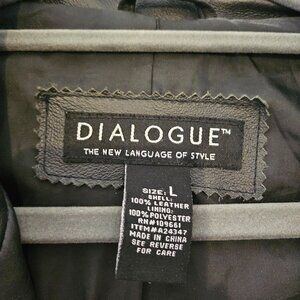 DIALOGUE™
THE NEW LANGUAGE OF STYLE
SIZE: L
SHELL:
100% LEATHER
LINING:
100% POLYESTER
RN#109661
ITEM#A24347
MADE IN CHINA
SEE REVERSE
FOR CARE